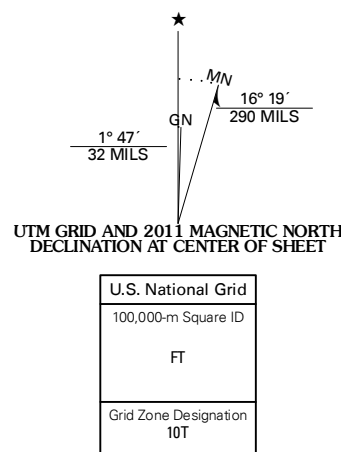 MN
GN
16° 19´
290 MILS
1° 47´
32 MILS
UTM GRID AND 2011 MAGNETIC NORTH
DECLINATION AT CENTER OF SHEET
U.S. National Grid
100,000-m Square ID
FT
Grid Zone Designation
10T